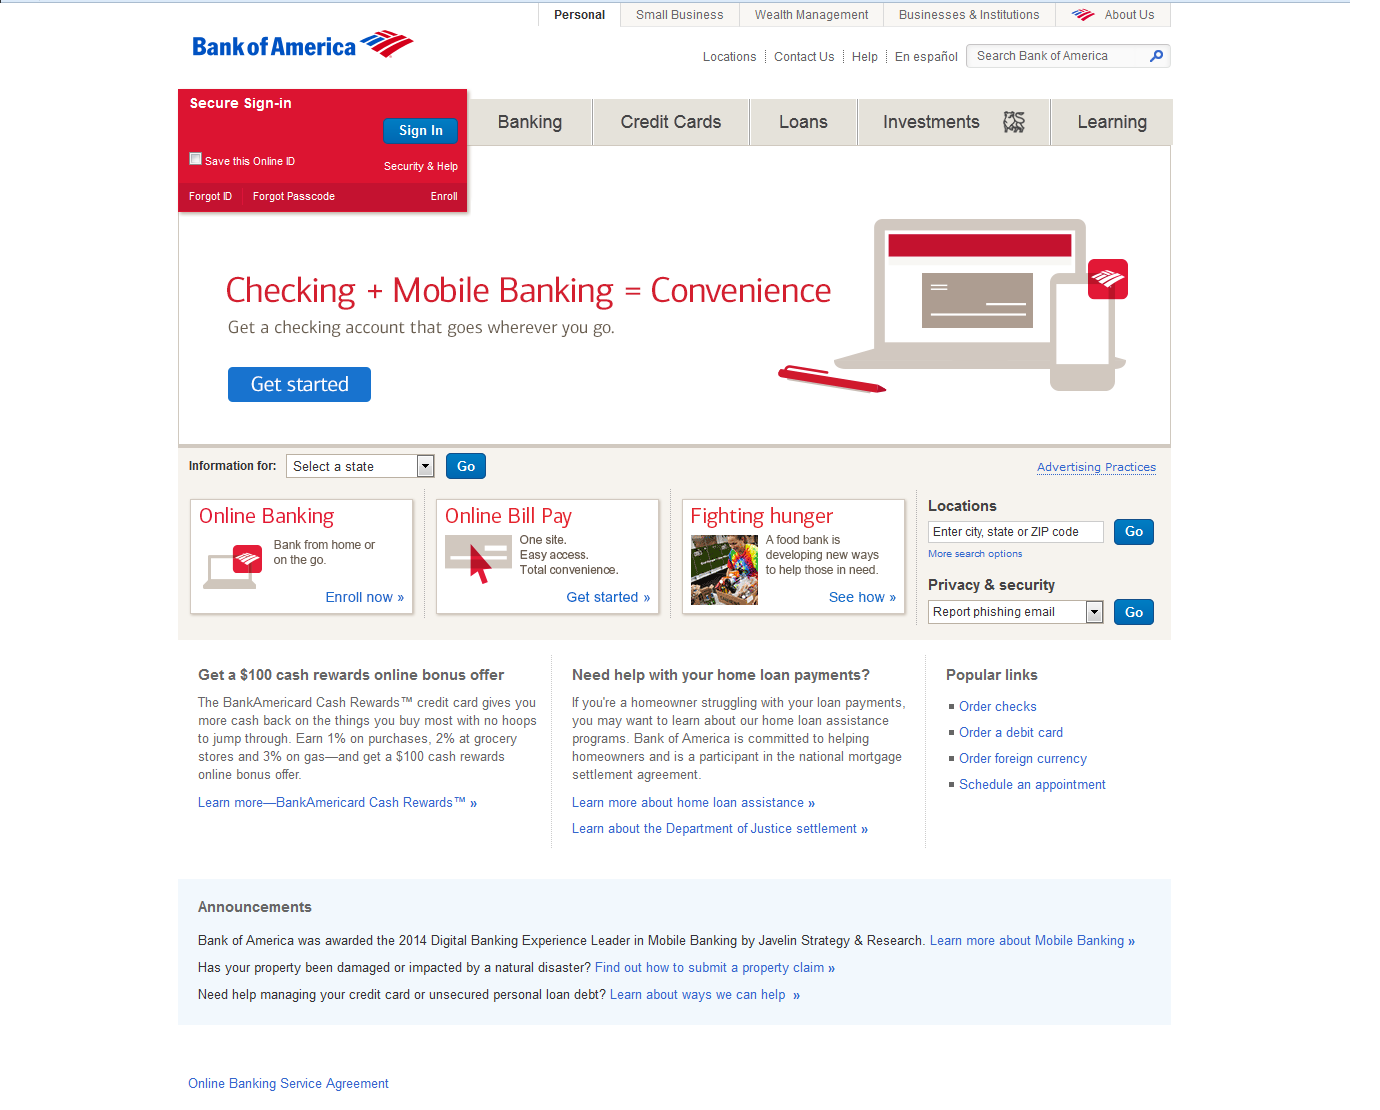 Personal
Small Business
Wealth Management
Businesses & Institutions
About Us
Bank of America
Locations
Contact Us
Help
En español
Search Bank of America
Secure Sign-in
Sign In
Save this Online ID
Security & Help
Forgot ID
Forgot Passcode
Enroll
Banking
Credit Cards
Loans
Investments
Learning
Checking + Mobile Banking = Convenience
Get a checking account that goes wherever you go.
Get started
Information for:
Select a state
Go
Advertising Practices
Online Banking
Bank from home or
on the go.
Enroll now »
Online Bill Pay
One site.
Easy access.
Total convenience.
Get started »
Fighting hunger
A food bank is
developing new ways
to help those in need.
See how »
Locations
Enter city, state or ZIP code
Go
More search options
Privacy & security
Report phishing email
Go
Get a $100 cash rewards online bonus offer
The BankAmericard Cash Rewards™ credit card gives you
more cash back on the things you buy most with no hoops
to jump through. Earn 1% on purchases, 2% at grocery
stores and 3% on gas—and get a $100 cash rewards
online bonus offer.
Learn more—BankAmericard Cash Rewards™ »
Need help with your home loan payments?
If you're a homeowner struggling with your loan payments,
you may want to learn about our home loan assistance
programs. Bank of America is committed to helping
homeowners and is a participant in the national mortgage
settlement agreement.
Learn more about home loan assistance »
Learn about the Department of Justice settlement »
Popular links
Order checks
Order a debit card
Order foreign currency
Schedule an appointment
Announcements
Bank of America was awarded the 2014 Digital Banking Experience Leader in Mobile Banking by Javelin Strategy & Research. Learn more about Mobile Banking »
Has your property been damaged or impacted by a natural disaster? Find out how to submit a property claim »
Need help managing your credit card or unsecured personal loan debt? Learn about ways we can help »
Online Banking Service Agreement